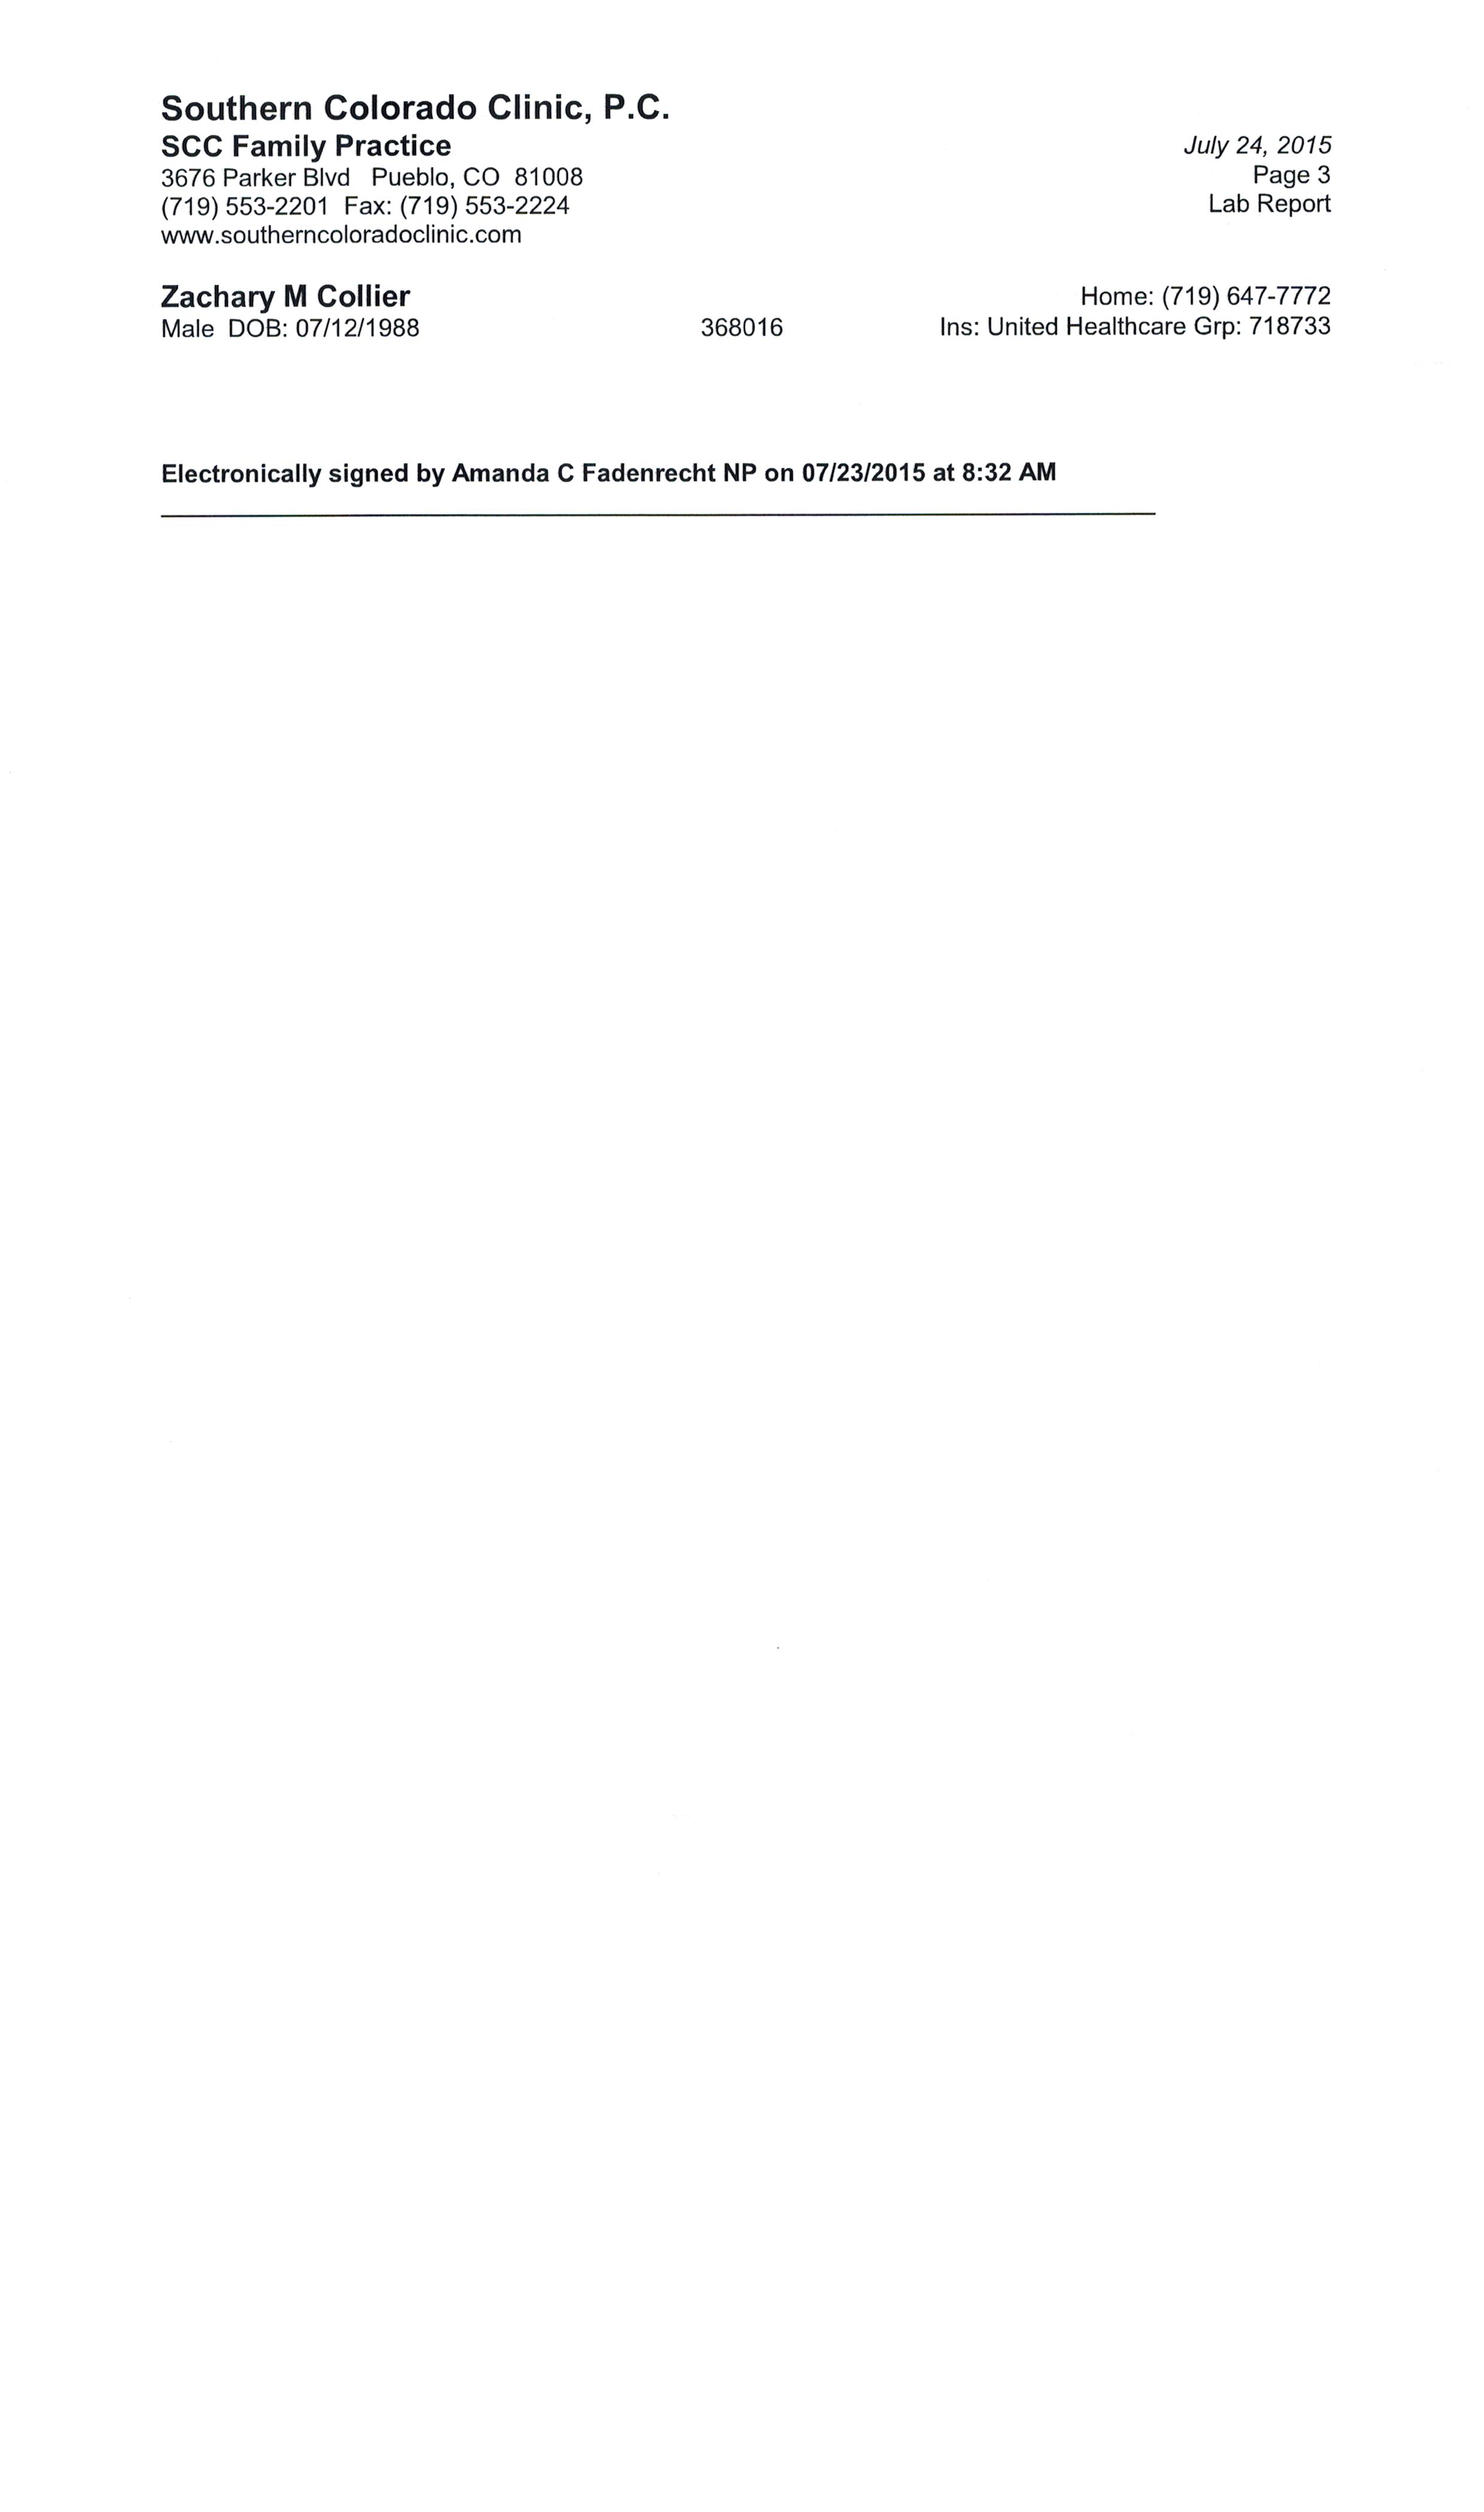 Southern Colorado Clinic, P.C.
SCC Family Practice
3676 Parker Blvd Pueblo, CO 81008
(719) 553-2201 Fax: (719) 553-2224
www.southerncoloradoclinic.com
July 24, 2015
Page 3
Lab Report
Zachary M Collier
Male DOB: 07/12/1988
368016
Home: (719) 647-7772
Ins: United Healthcare Grp: 718733
Electronically signed by Amanda C Fadenrecht NP on 07/23/2015 at 8:32 AM